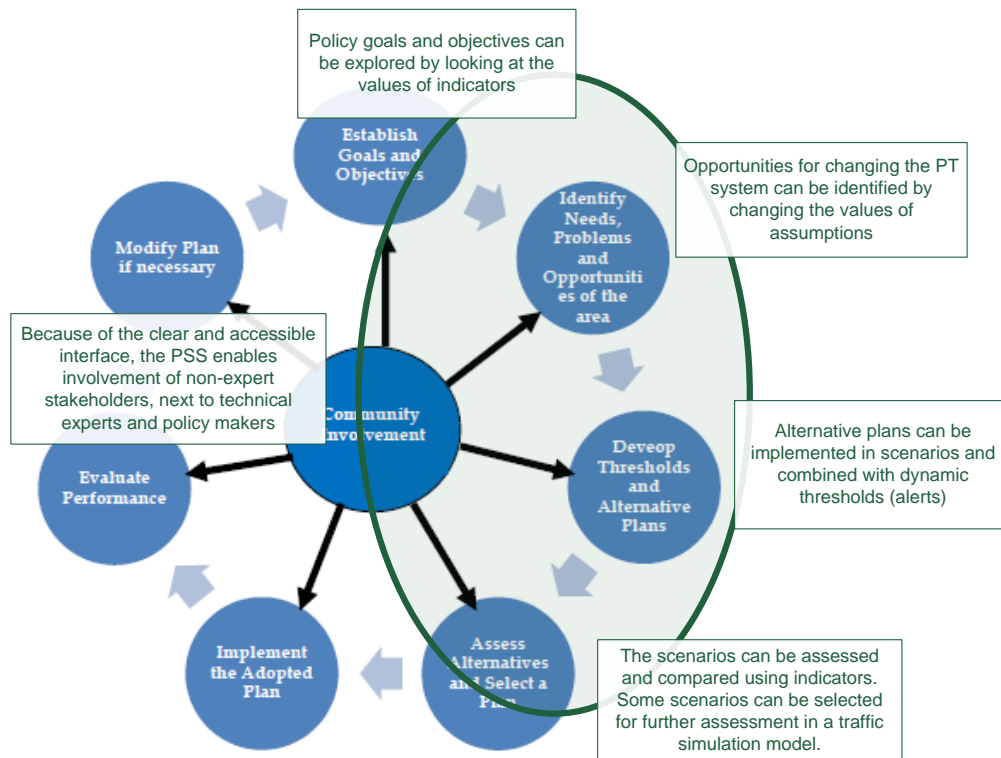 Policy goals and objectives can
be explored by looking at the
values of indicators
Establish
Goals and
Objectives
Opportunities for changing the PT
system can be identified by
changing the values of
assumptions
Identify
Needs,
Problems
and
Opportuniti
es of the
area
Modify Plan
if necessary
Because of the clear and accessible
interface, the PSS enables
involvement of non-expert
stakeholders, next to technical
experts and policy makers
Community
Involvement
Alternative plans can be
implemented in scenarios and
combined with dynamic
thresholds (alerts)
Deveop
Thresholds
and
Alternative
Plans
Evaluate
Performance
Implement
the Adopted
Plan
Assess
Alternatives
and Select a
Plan
The scenarios can be assessed
and compared using indicators.
Some scenarios can be selected
for further assessment in a traffic
simulation model.